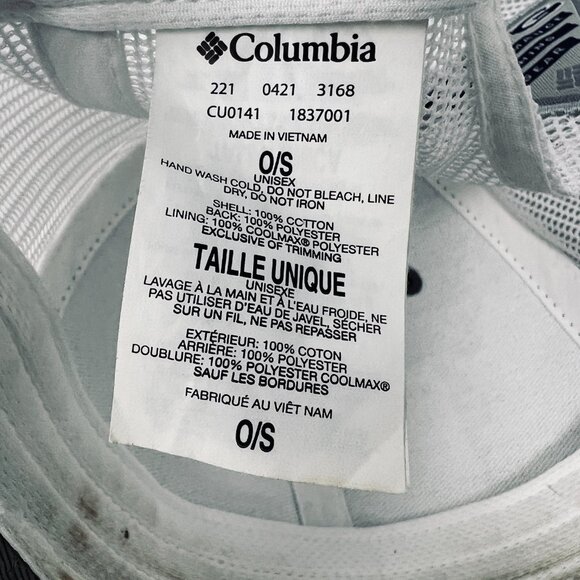 Columbia
221 0421 3168
CU0141 1837001
MADE IN VIETNAM
O/S
UNISEX
HAND WASH COLD, DO NOT BLEACH, LINE
DRY, DO NOT IRON
SHELL: 100% COTTON
BACK: 100% POLYESTER
LINING: 100% COOLMAX® POLYESTER
EXCLUSIVE OF TRIMMING
TAILLE UNIQUE
UNISEXE
LAVAGE À LA MAIN ET À L'EAU FROIDE, NE
PAS UTILISER D'EAU DE JAVEL, SÉCHER
SUR UN FIL, NE PAS REPASSER
EXTÉRIEUR: 100% COTON
ARRIÈRE: 100% POLYESTER
DOUBLURE: 100% POLYESTER COOLMAX®
SAUF LES BORDURES
FABRIQUÉ AU VIÊT NAM
O/S
GEAR